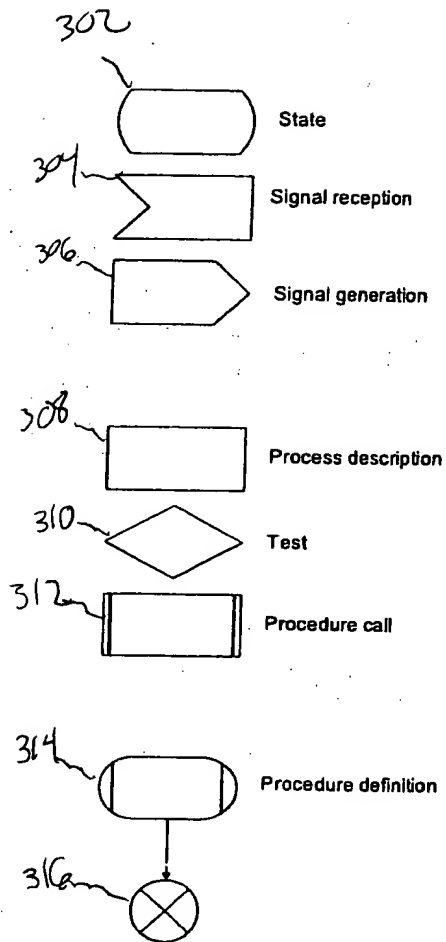 302
State
304
Signal reception
306
Signal generation
308
Process description
310
Test
312
Procedure call
314
Procedure definition
316